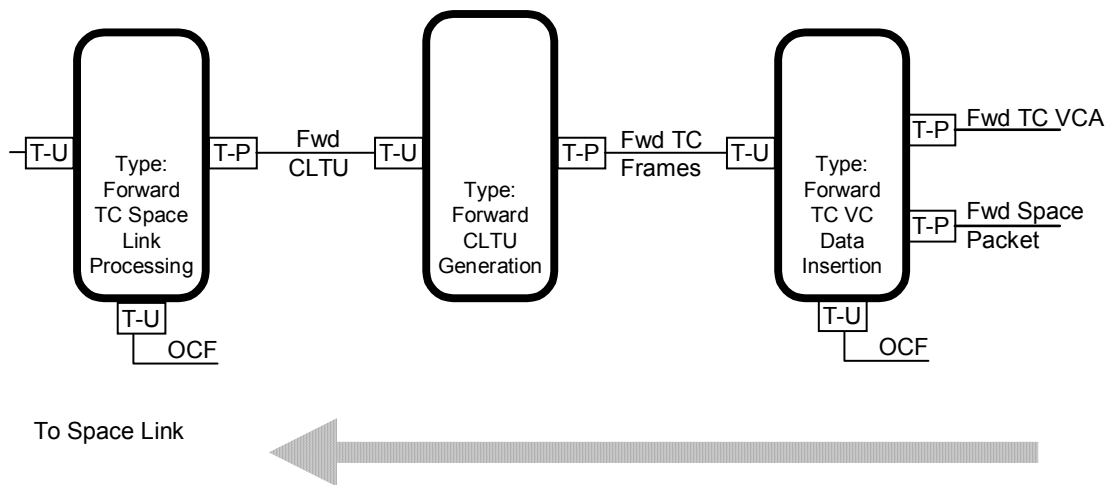 T-U
Type:
Forward
TC Space
Link
Processing
T-P
T-U
OCF
Fwd
CLTU
T-U
Type:
Forward
CLTU
Generation
T-P
Fwd TC
Frames
T-U
Type:
Forward
TC VC
Data
Insertion
T-P
Fwd TC VCA
T-P
Fwd Space
Packet
T-U
OCF
To Space Link